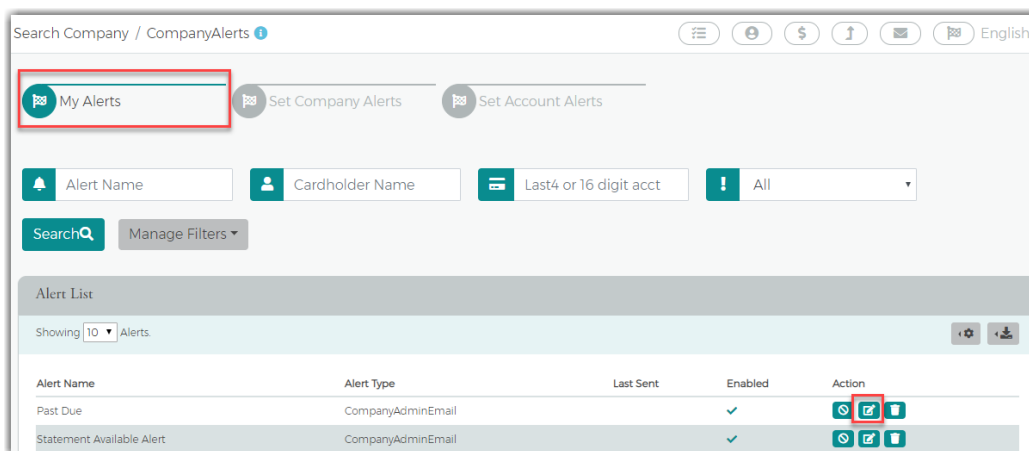 Search Company / CompanyAlerts
English
My Alerts
Set Company Alerts
Set Account Alerts
Alert Name
Cardholder Name
Last4 or 16 digit acct
All
Search
Manage Filters
Alert List
Showing 10 Alerts.
Alert Name Alert Type Last Sent Enabled Action
Past Due CompanyAdminEmail
Statement Available Alert CompanyAdminEmail